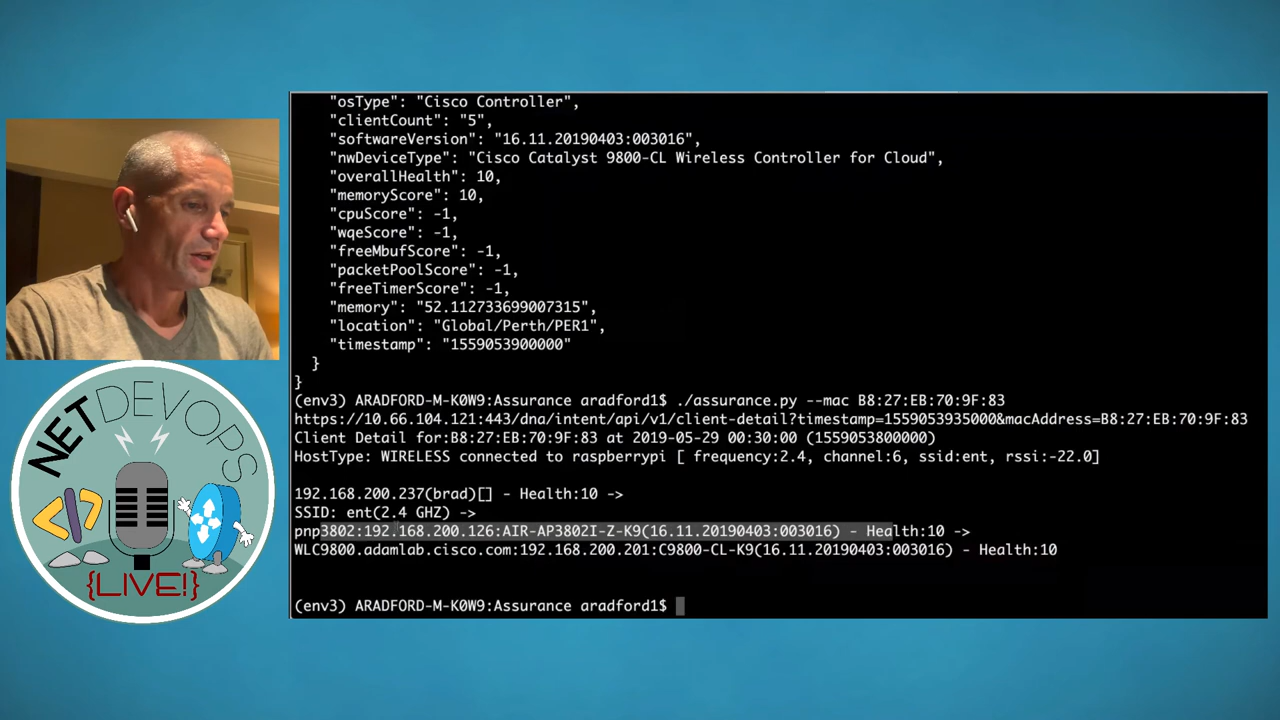 "osType": "Cisco Controller",
"clientCount": "5",
"softwareVersion": "16.11.20190403:003016",
"nwDeviceType": "Cisco Catalyst 9800-CL Wireless Controller for Cloud",
"overallHealth": 10,
"memoryScore": 10,
"cpuScore": -1,
"wqeScore": -1,
"freeMbufScore": -1,
"packetPoolScore": -1,
"freeTimerScore": -1,
"memory": "52.112733699007315",
"location": "Global/Perth/PER1",
"timestamp": "1559053900000"
}
}
(env3) ARADFORD-M-K0W9:Assurance aradford1$ ./assurance.py --mac B8:27:EB:70:9F:83
https://10.66.104.121:443/dna/intent/api/v1/client-detail?timestamp=1559053935000&macAddress=B8:27:EB:70:9F:83
Client Detail for:B8:27:EB:70:9F:83 at 2019-05-29 00:30:00 (1559053800000)
HostType: WIRELESS connected to raspberrypi [ frequency:2.4, channel:6, ssid:ent, rssi:-22.0]
192.168.200.237(brad)[] - Health:10 ->
SSID: ent(2.4 GHZ) ->
pnp3802:192.168.200.126:AIR-AP3802I-Z-K9(16.11.20190403:003016) - Health:10 ->
WLC9800.adamlab.cisco.com:192.168.200.201:C9800-CL-K9(16.11.20190403:003016) - Health:10
(env3) ARADFORD-M-K0W9:Assurance aradford1$
NETDEVOPS
</>
{LIVE!}